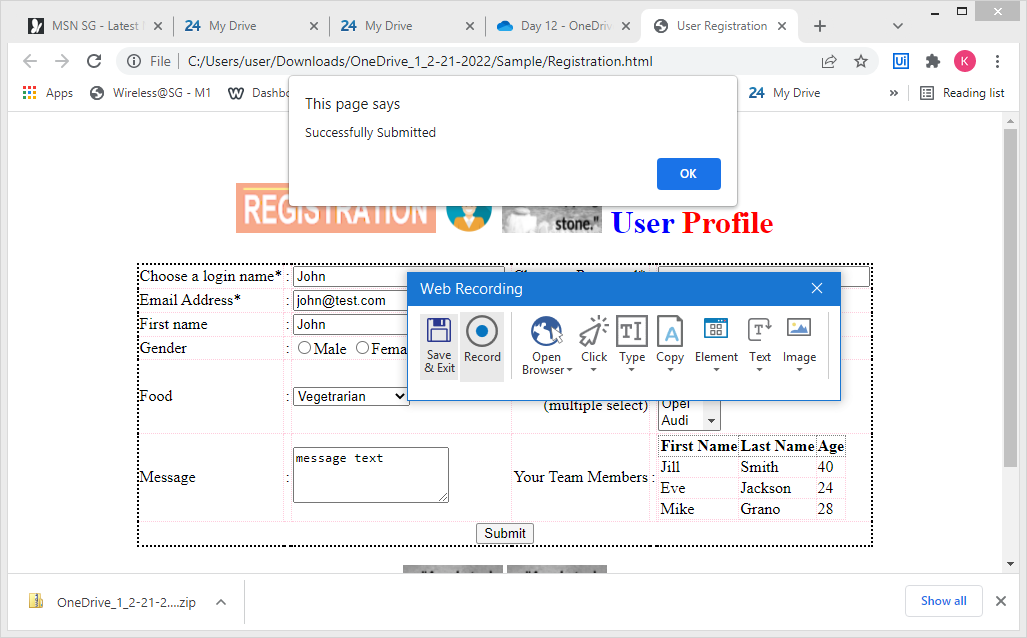 MSN SG - Latest
24 My Drive
24 My Drive
Day 12 - OneDriv
User Registration
File
C:/Users/user/Downloads/OneDrive_1_2-21-2022/Sample/Registration.html
Ui
K
Apps
Wireless@SG - M1
Dashbo
24 My Drive
»
Reading list
This page says
Successfully Submitted
OK
REGISTRATION
stone."
User Profile
Choose a login name* : John
Email Address* : john@test.com
First name : John
Gender : Male Fema
Food : Vegetrarian
(multiple select)
Opel
Audi
Web Recording
Save & Exit
Record
Open Browser
Click
Type
Copy
Element
Text
Image
Message : message text
Your Team Members :
First Name Last Name Age
Jill Smith 40
Eve Jackson 24
Mike Grano 28
Submit
OneDrive_1_2-21-2....zip
Show all